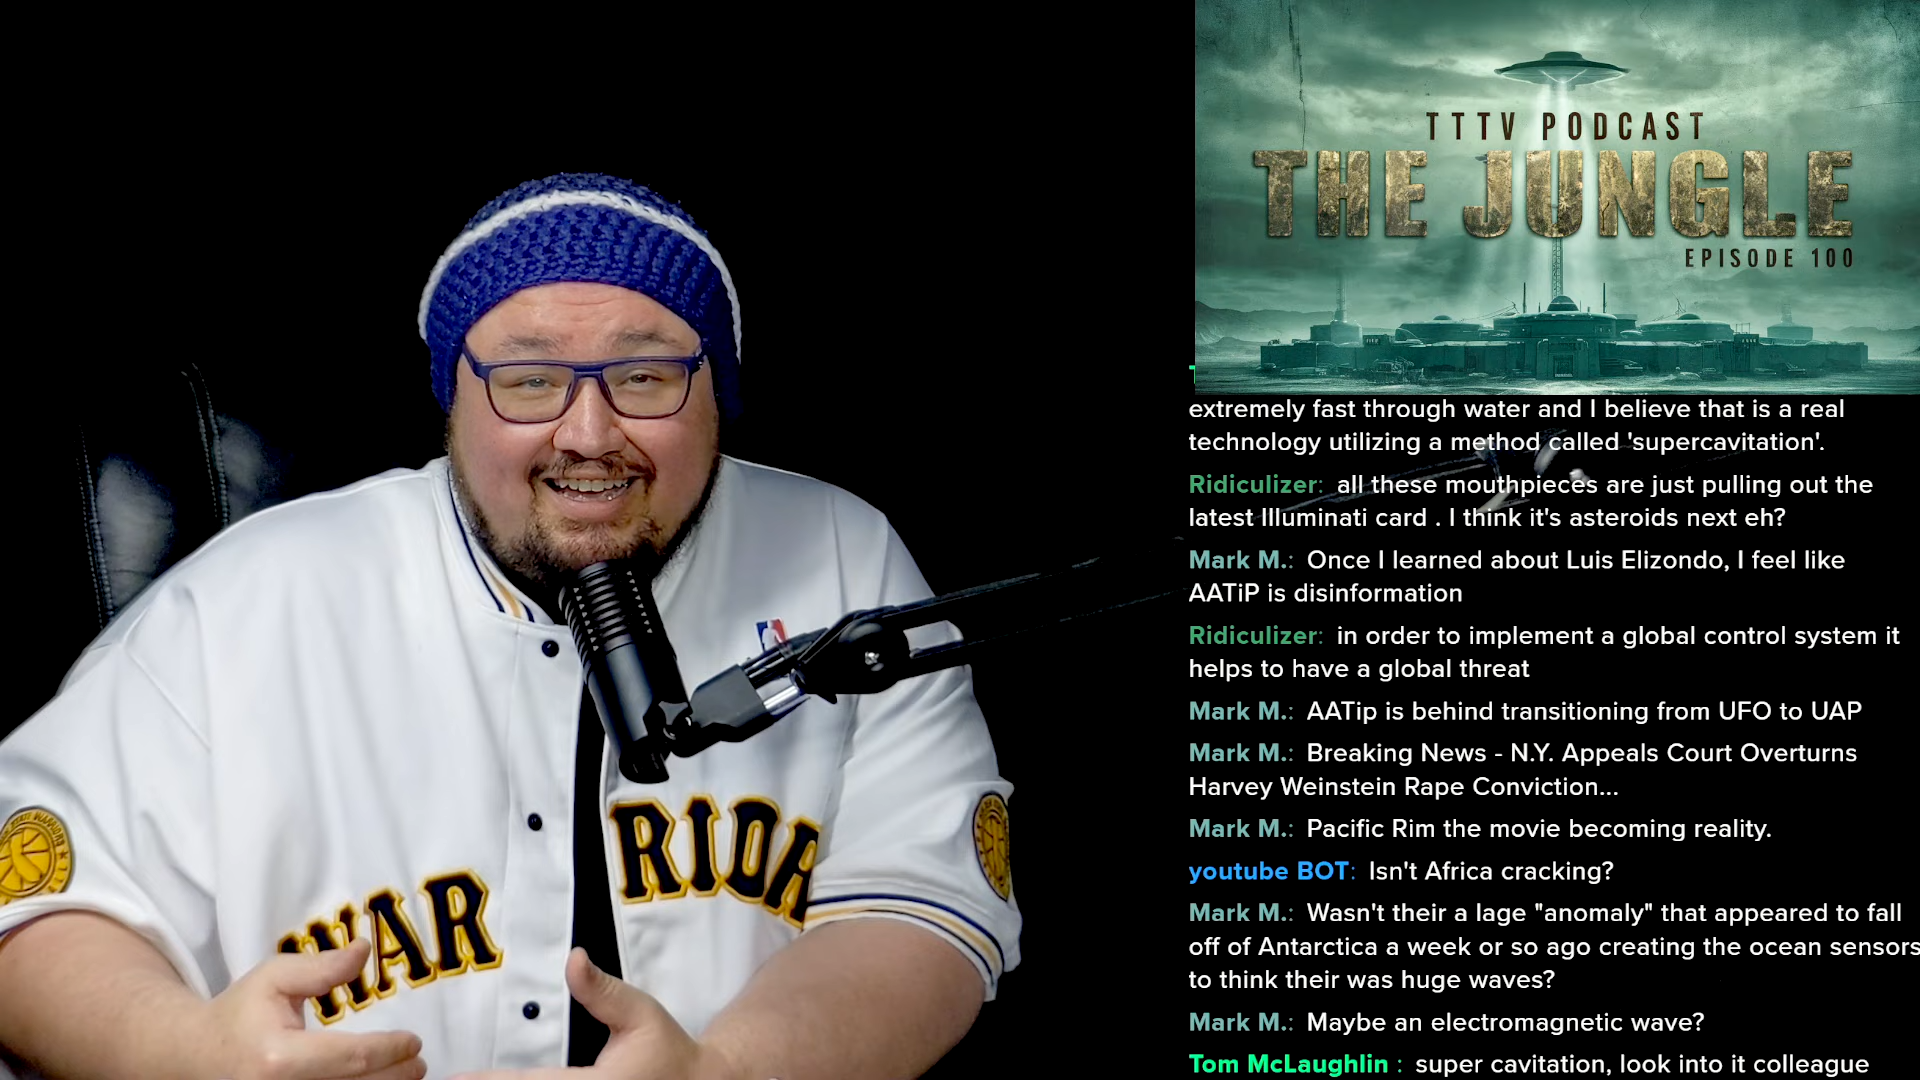 TTTV PODCAST
THE JUNGLE
EPISODE 100
extremely fast through water and I believe that is a real
technology utilizing a method called 'supercavitation'.
Ridiculizer: all these mouthpieces are just pulling out the
latest Illuminati card . I think it's asteroids next eh?
Mark M.: Once I learned about Luis Elizondo, I feel like
AATiP is disinformation
Ridiculizer: in order to implement a global control system it
helps to have a global threat
Mark M.: AATip is behind transitioning from UFO to UAP
Mark M.: Breaking News - N.Y. Appeals Court Overturns
Harvey Weinstein Rape Conviction...
Mark M.: Pacific Rim the movie becoming reality.
youtube BOT: Isn't Africa cracking?
Mark M.: Wasn't their a lage "anomaly" that appeared to fall
off of Antarctica a week or so ago creating the ocean sensors
to think their was huge waves?
Mark M.: Maybe an electromagnetic wave?
Tom McLaughlin : super cavitation, look into it colleague
WAR RIOR